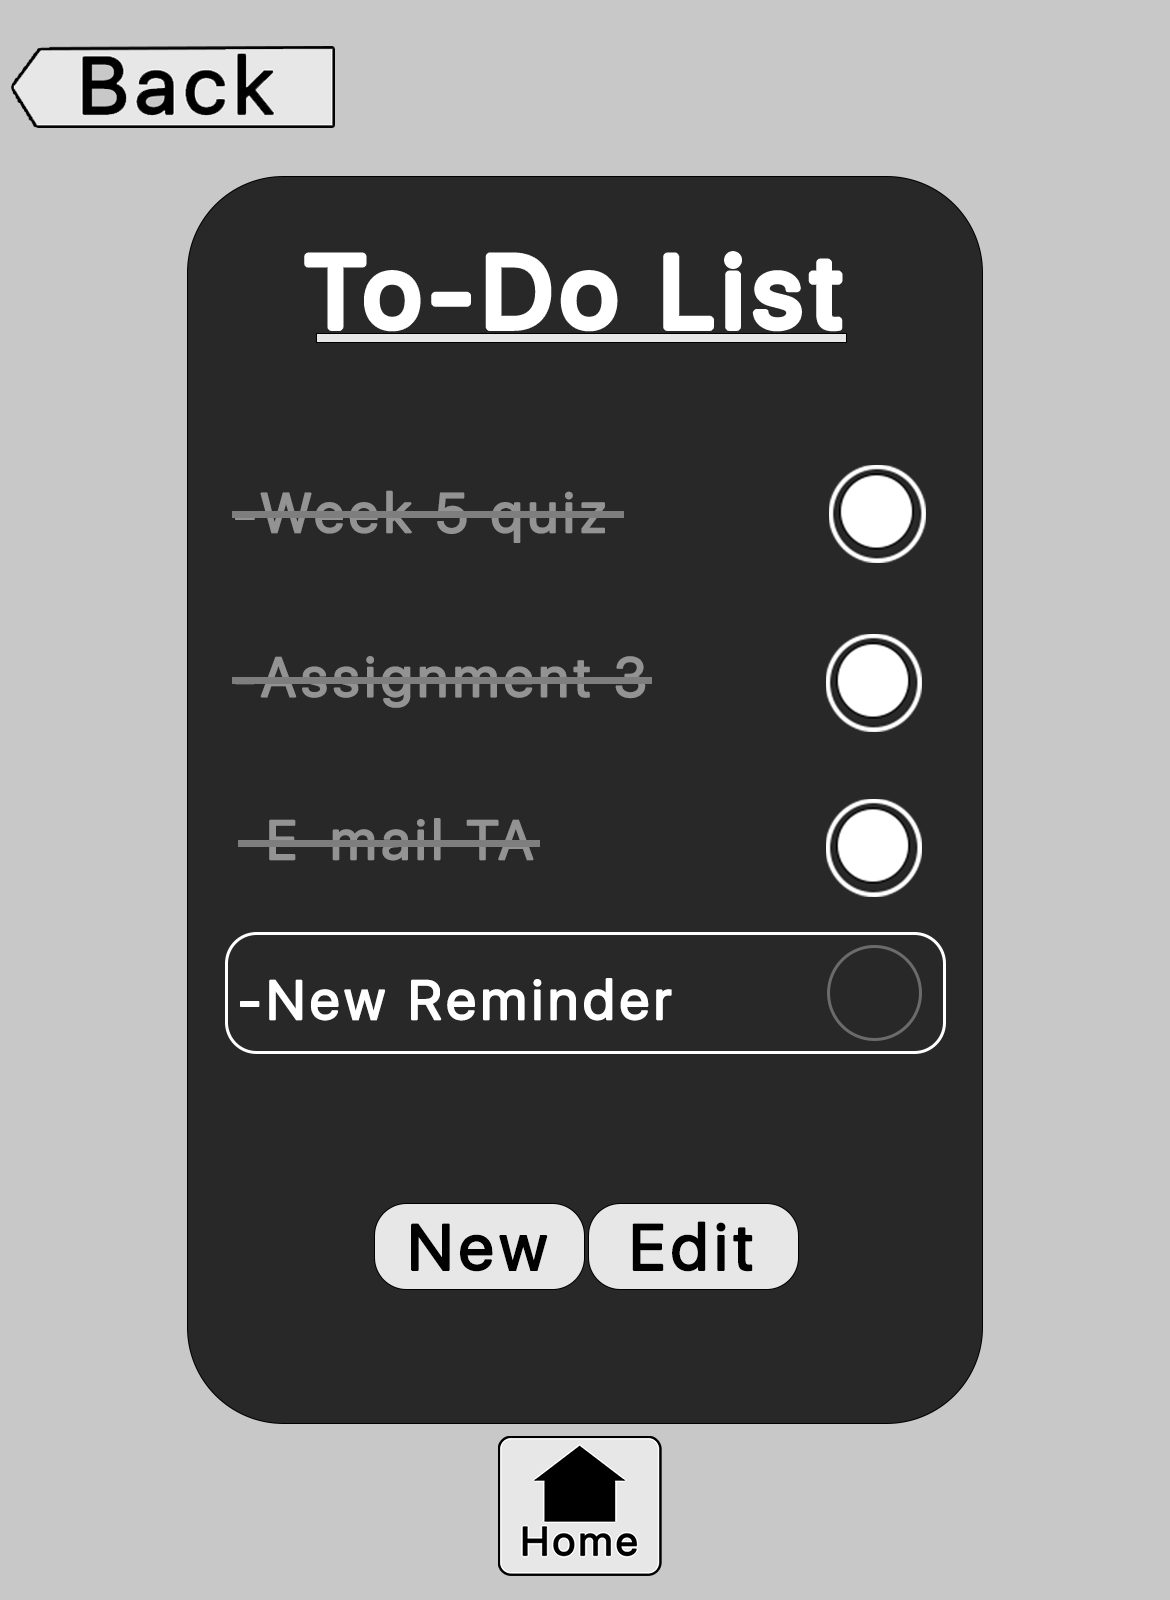 Back
To-Do List
-Week 5 quiz
-Assignment 3
-E-mail TA
-New Reminder
New
Edit
Home